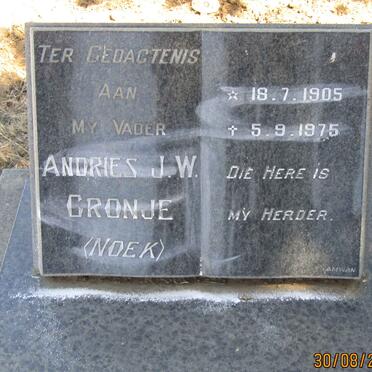 TER GEDACTENIS
AAN
MY VADER
ANDRIES J.W.
CRONJE
(NOEK)
☆ 18.7.1905
✝ 5.9.1975
DIE HERE IS
MY HERDER.
30/08/2